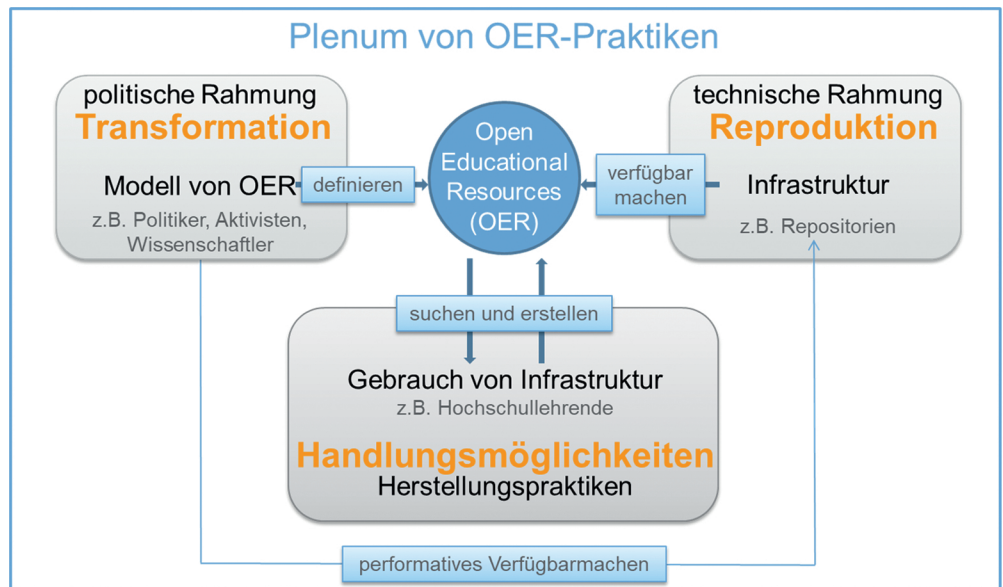 Plenum von OER-Praktiken
politische Rahmung
Transformation
Modell von OER
z.B. Politiker, Aktivisten,
Wissenschaftler
definieren
Open
Educational
Resources
(OER)
verfügbar
machen
technische Rahmung
Reproduktion
Infrastruktur
z.B. Repositorien
suchen und erstellen
Gebrauch von Infrastruktur
z.B. Hochschullehrende
Handlungsmöglichkeiten
Herstellungspraktiken
performatives Verfügbarmachen